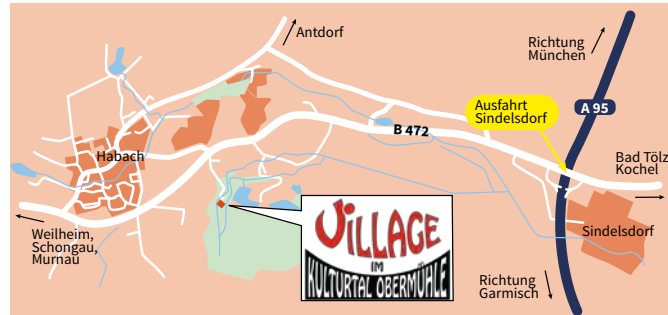 Antdorf
Richtung
München
Ausfahrt
Sindelsdorf
A 95
B 472
Habach
Bad Tölz
Kochel
Weilheim,
Schongau,
Murnau
VILLAGE
IM
KULTURTAL OBERMÜHLE
Sindelsdorf
Richtung
Garmisch